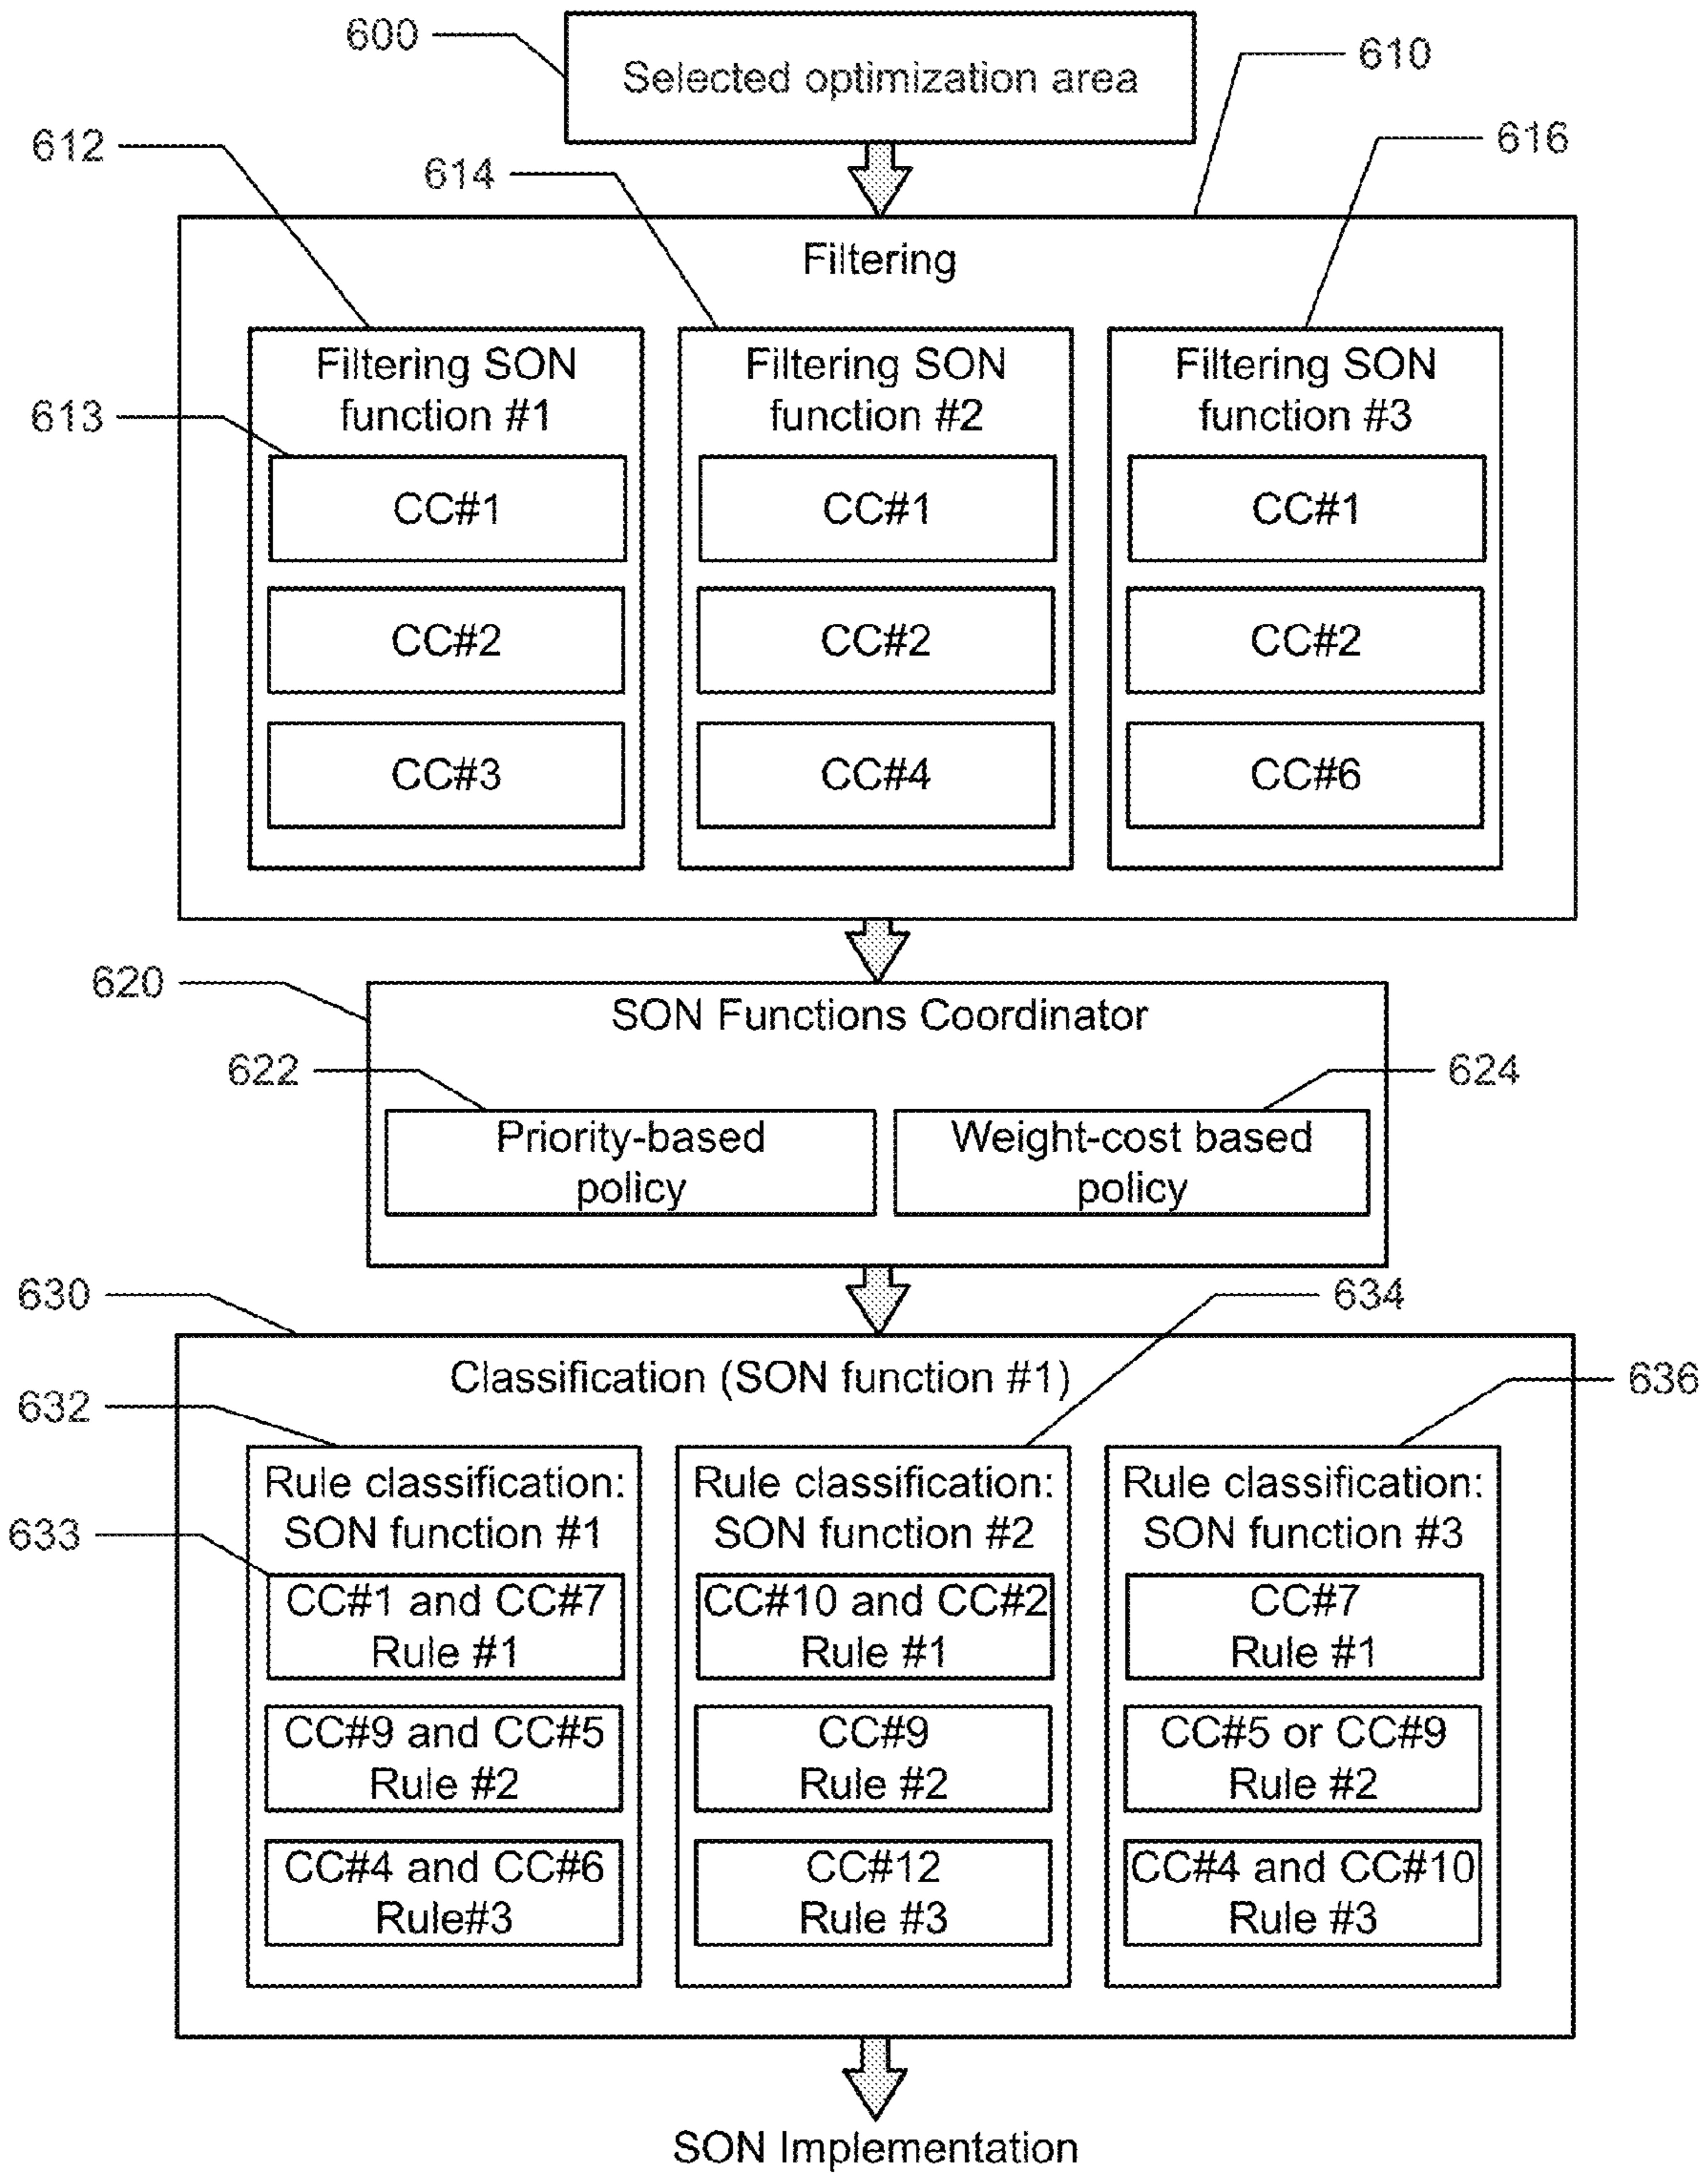 600
Selected optimization area
610
612
614
616
Filtering
Filtering SON
function #1
613
CC#1
CC#2
CC#3
Filtering SON
function #2
CC#1
CC#2
CC#4
Filtering SON
function #3
CC#1
CC#2
CC#6
620
SON Functions Coordinator
622
624
Priority-based
policy
Weight-cost based
policy
630
634
Classification (SON function #1)
632
636
Rule classification:
SON function #1
633
CC#1 and CC#7
Rule #1
CC#9 and CC#5
Rule #2
CC#4 and CC#6
Rule#3
Rule classification:
SON function #2
CC#10 and CC#2
Rule #1
CC#9
Rule #2
CC#12
Rule #3
Rule classification:
SON function #3
CC#7
Rule #1
CC#5 or CC#9
Rule #2
CC#4 and CC#10
Rule #3
SON Implementation